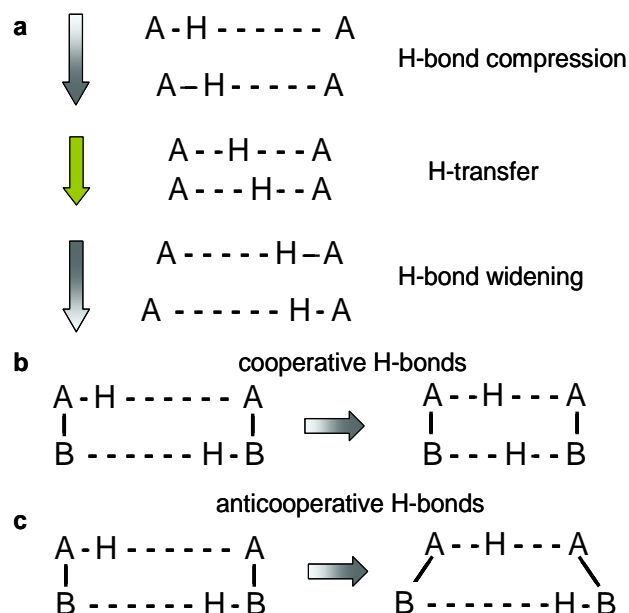 a
A - H - - - - - - A
H-bond compression
A – H - - - - - A
A - - H - - - A
H-transfer
A - - - H - - A
A - - - - - H – A
H-bond widening
A - - - - - - H - A
b
cooperative H-bonds
A - H - - - - - - A
A - - H - - - A
B - - - - - - H - B
B - - - H - - B
anticooperative H-bonds
c
A - H - - - - - - A
A - - H - - - A
B - - - - - - H - B
B - - - - - - - H - B